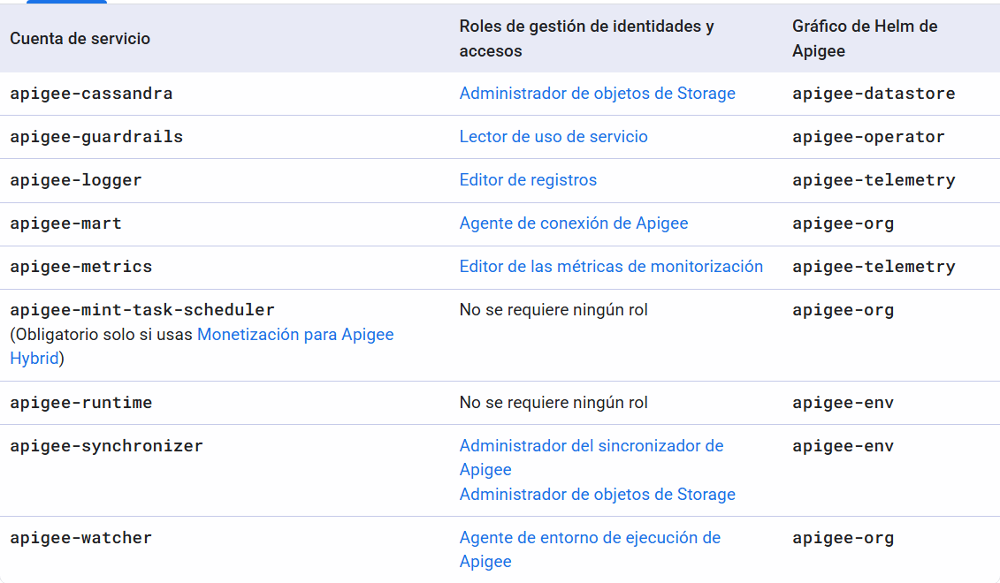 Cuenta de servicio
Roles de gestión de identidades y
accesos
Gráfico de Helm de
Apigee
apigee-cassandra
Administrador de objetos de Storage
apigee-datastore
apigee-guardrails
Lector de uso de servicio
apigee-operator
apigee-logger
Editor de registros
apigee-telemetry
apigee-mart
Agente de conexión de Apigee
apigee-org
apigee-metrics
Editor de las métricas de monitorización
apigee-telemetry
apigee-mint-task-scheduler
(Obligatorio solo si usas Monetización para Apigee
Hybrid)
No se requiere ningún rol
apigee-org
apigee-runtime
No se requiere ningún rol
apigee-env
apigee-synchronizer
Administrador del sincronizador de
Apigee
Administrador de objetos de Storage
apigee-env
apigee-watcher
Agente de entorno de ejecución de
Apigee
apigee-org